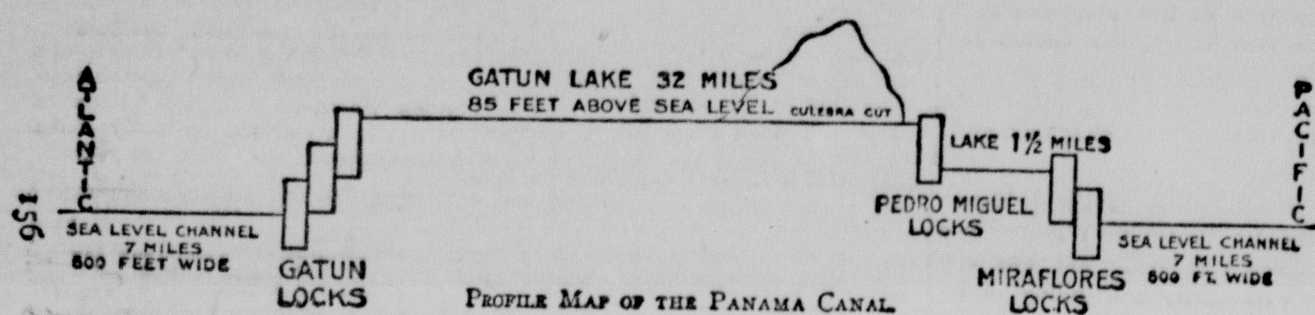 ATLANTIC
GATUN LAKE 32 MILES
85 FEET ABOVE SEA LEVEL CULEBRA CUT
PACIFIC
LAKE 1½ MILES
156
SEA LEVEL CHANNEL
7 MILES
FEET WIDE
GATUN
LOCKS
PEDRO MIGUEL
LOCKS
MIRAFLORES
LOCKS
SEA LEVEL CHANNEL
7 MILES
FT. WIDE
PROFILE MAP OF THE PANAMA CANAL